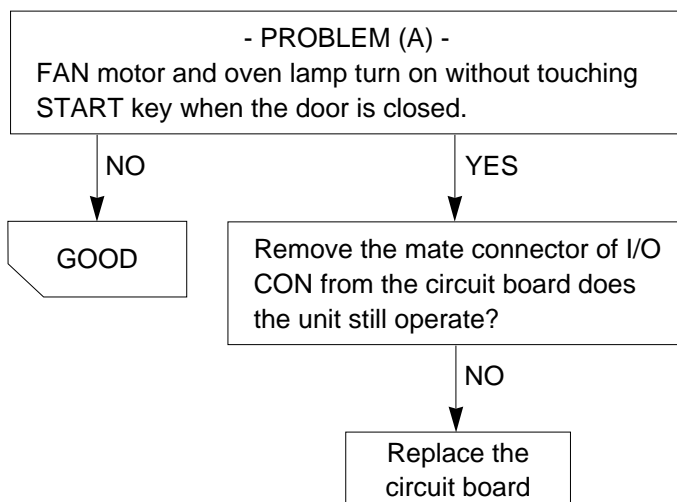 - PROBLEM (A) -
FAN motor and oven lamp turn on without touching
START key when the door is closed.
NO
YES
GOOD
Remove the mate connector of I/O
CON from the circuit board does
the unit still operate?
NO
Replace the
circuit board